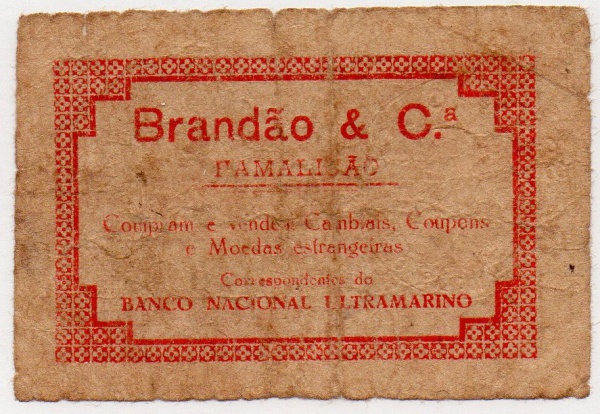 Brandão & C.ª
FAMALICÃO
Compram e vendem Cambiais, Coupons
e Moedas estrangeiras
Correspondentes do
BANCO NACIONAL ULTRAMARINO